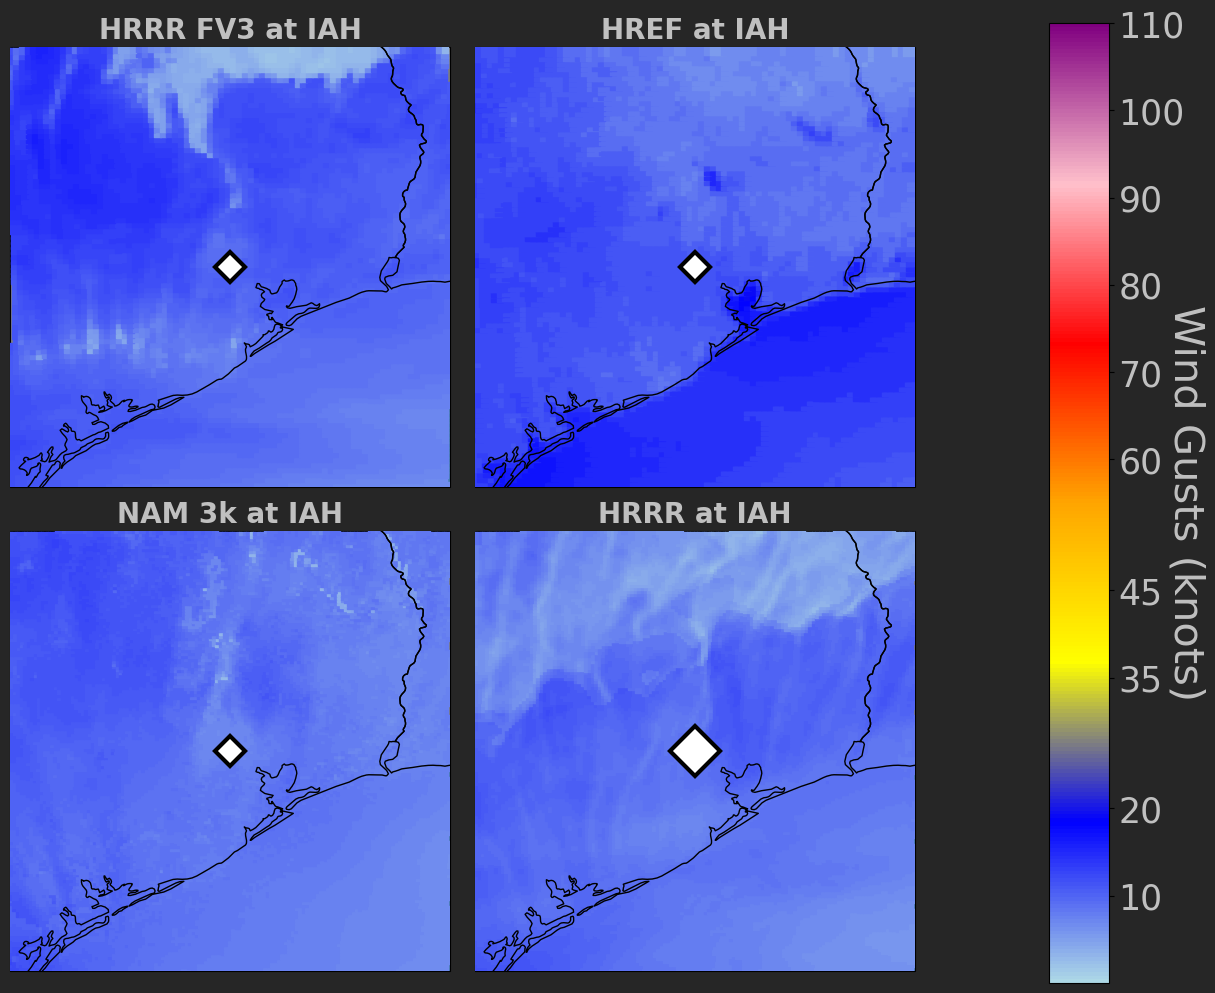 HRRR FV3 at IAH
HREF at IAH
NAM 3k at IAH
HRRR at IAH
110
100
90
80
70
60
45
35
20
10
Wind Gusts (knots)